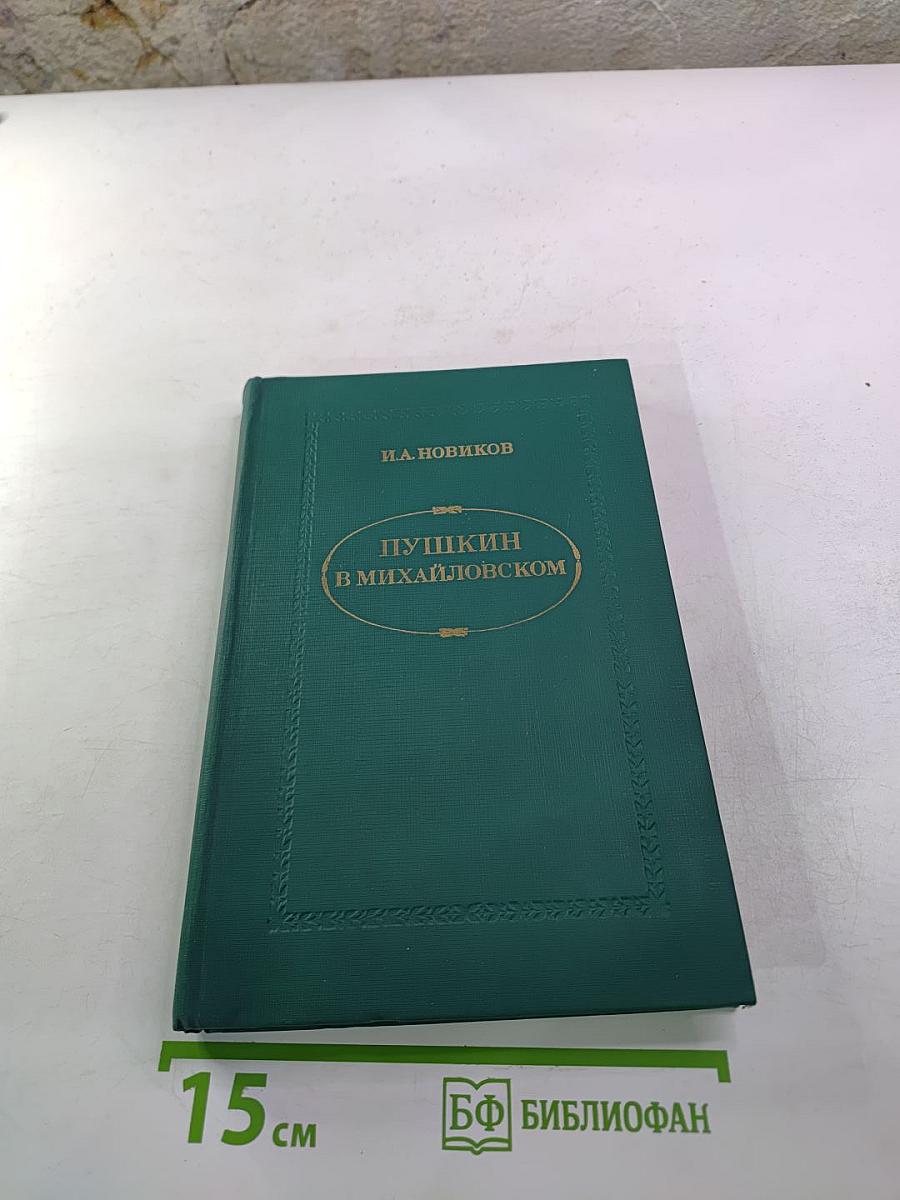 И.А. НОВИКОВ
ПУШКИН
В МИХАЙЛОВСКОМ
15 см
БФ БИБЛИОФАН